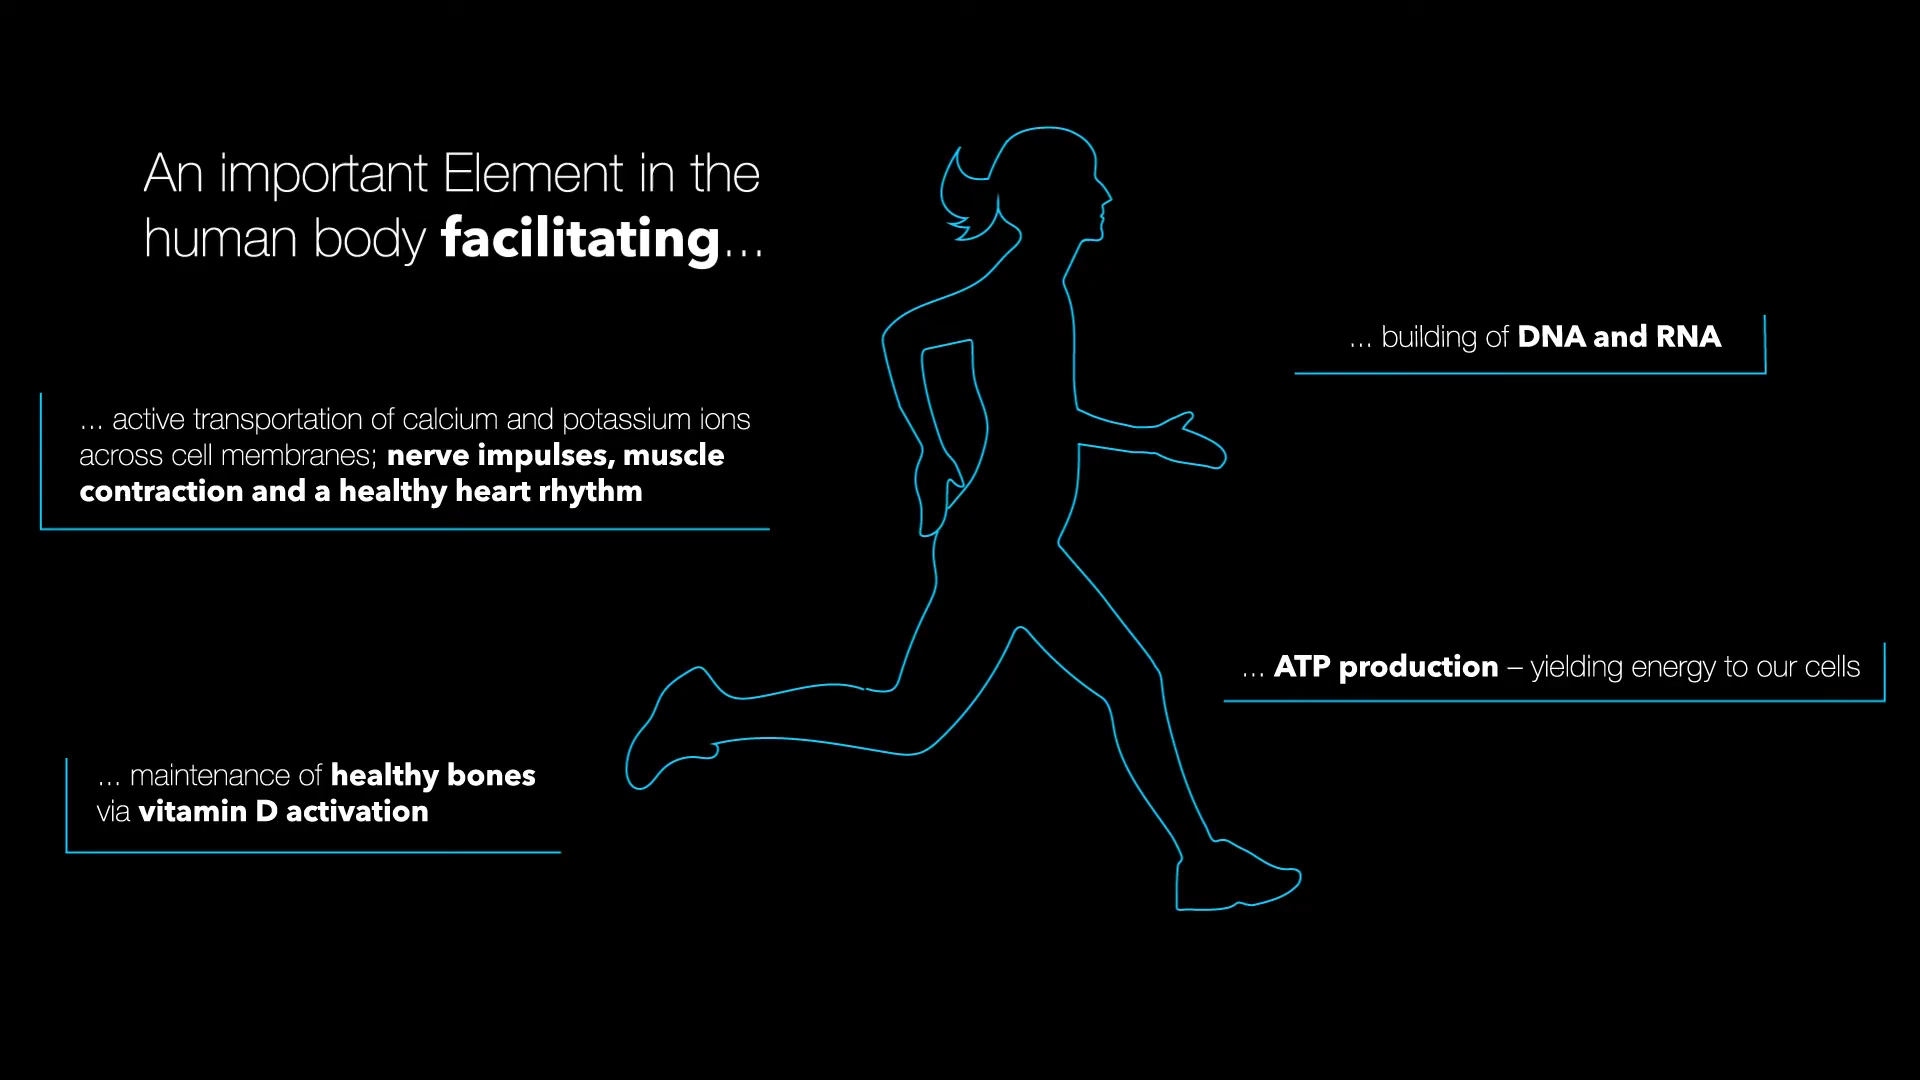 An important Element in the
human body facilitating...
... building of DNA and RNA
... active transportation of calcium and potassium ions
across cell membranes; nerve impulses, muscle
contraction and a healthy heart rhythm
... ATP production – yielding energy to our cells
... maintenance of healthy bones
via vitamin D activation